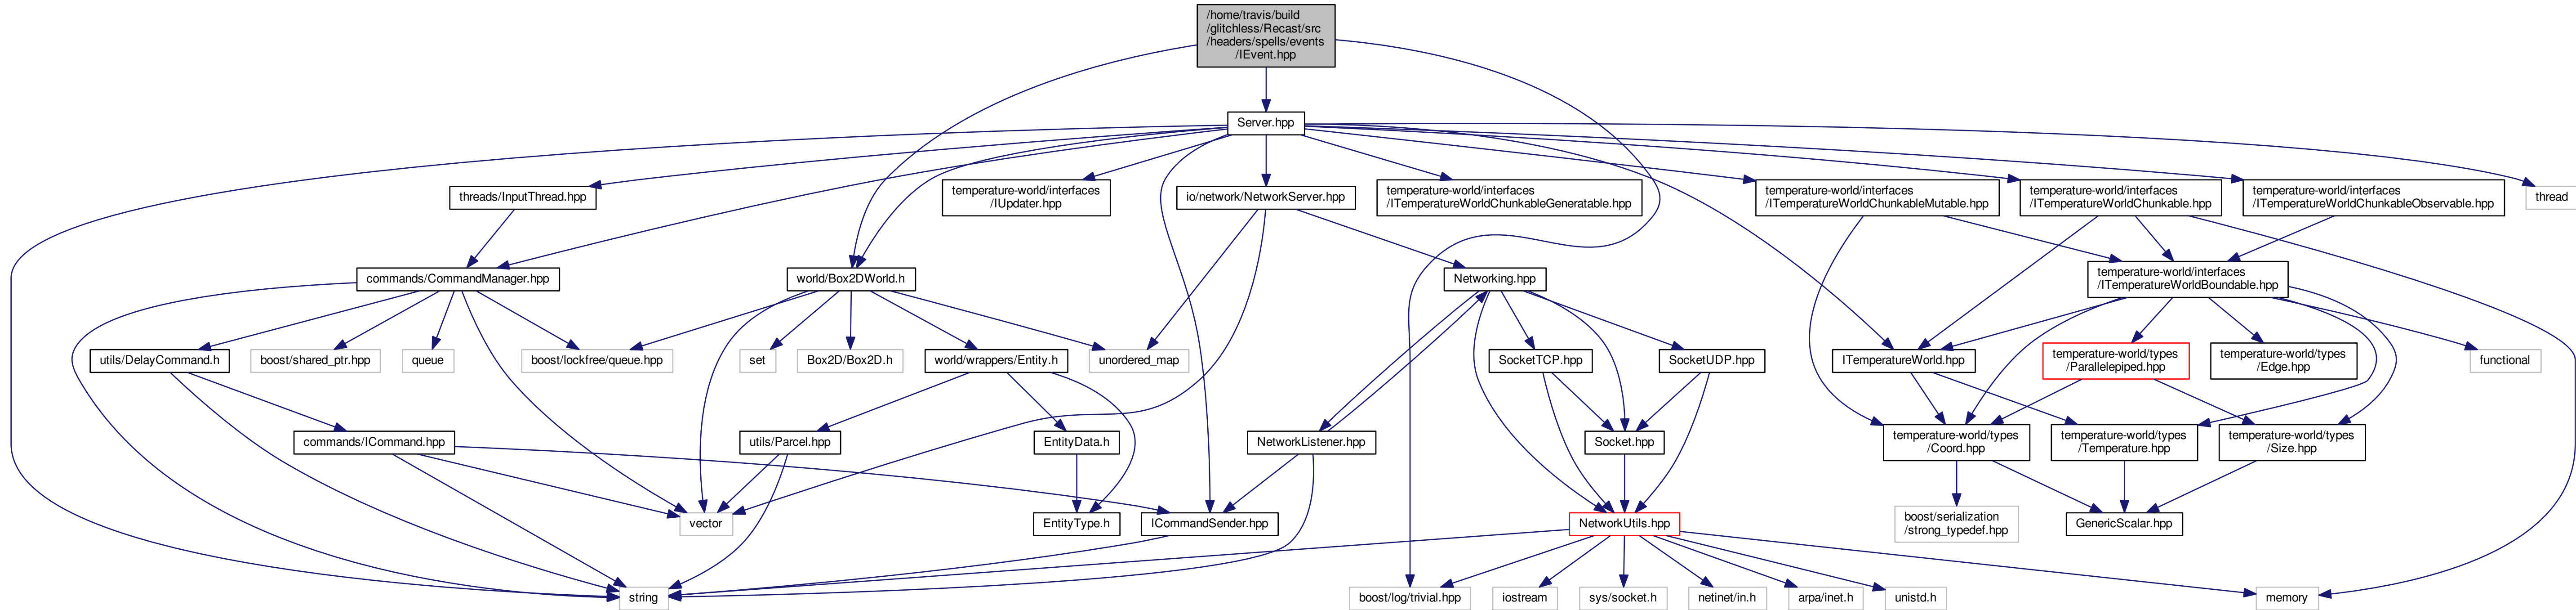 /home/travis/build
/glitchless/Recast/src
/headers/spells/events
/IEvent.hpp
Server.hpp
threads/InputThread.hpp
temperature-world/interfaces
/IUpdater.hpp
io/network/NetworkServer.hpp
temperature-world/interfaces
/ITemperatureWorldChunkableGeneratable.hpp
temperature-world/interfaces
/ITemperatureWorldChunkableMutable.hpp
temperature-world/interfaces
/ITemperatureWorldChunkable.hpp
temperature-world/interfaces
/ITemperatureWorldChunkableObservable.hpp
thread
commands/CommandManager.hpp
world/Box2DWorld.h
Networking.hpp
temperature-world/interfaces
/ITemperatureWorldBoundable.hpp
utils/DelayCommand.h
boost/shared_ptr.hpp
queue
boost/lockfree/queue.hpp
set
Box2D/Box2D.h
world/wrappers/Entity.h
unordered_map
SocketTCP.hpp
SocketUDP.hpp
ITemperatureWorld.hpp
temperature-world/types
/Parallelepiped.hpp
temperature-world/types
/Edge.hpp
functional
commands/ICommand.hpp
utils/Parcel.hpp
EntityData.h
NetworkListener.hpp
Socket.hpp
temperature-world/types
/Coord.hpp
temperature-world/types
/Temperature.hpp
temperature-world/types
/Size.hpp
vector
EntityType.h
ICommandSender.hpp
NetworkUtils.hpp
boost/serialization
/strong_typedef.hpp
GenericScalar.hpp
string
boost/log/trivial.hpp
iostream
sys/socket.h
netinet/in.h
arpa/inet.h
unistd.h
memory